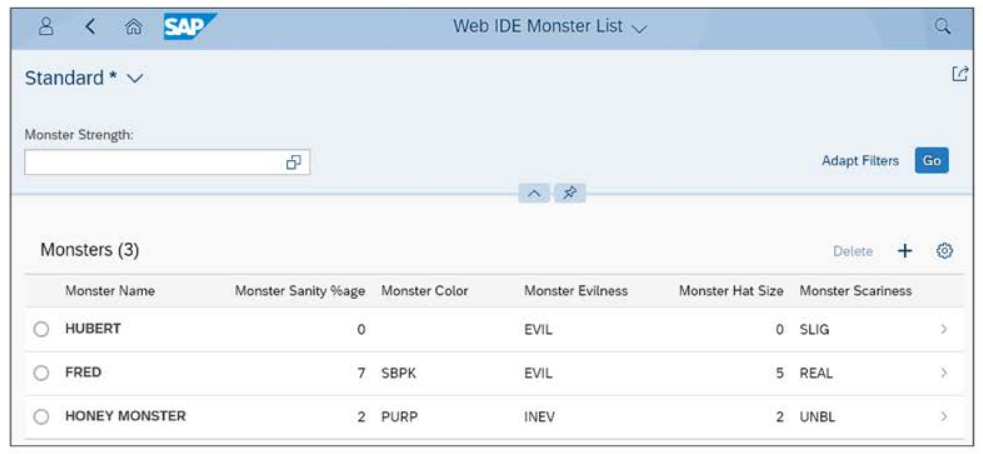 SAP Web IDE Monster List
Standard *
Monster Strength:
Adapt Filters Go
Monsters (3) Delete
Monster Name Monster Sanity %age Monster Color Monster Evilness Monster Hat Size Monster Scariness
HUBERT 0 EVIL 0 SLIG
FRED 7 SBPK EVIL 5 REAL
HONEY MONSTER 2 PURP INEV 2 UNBL